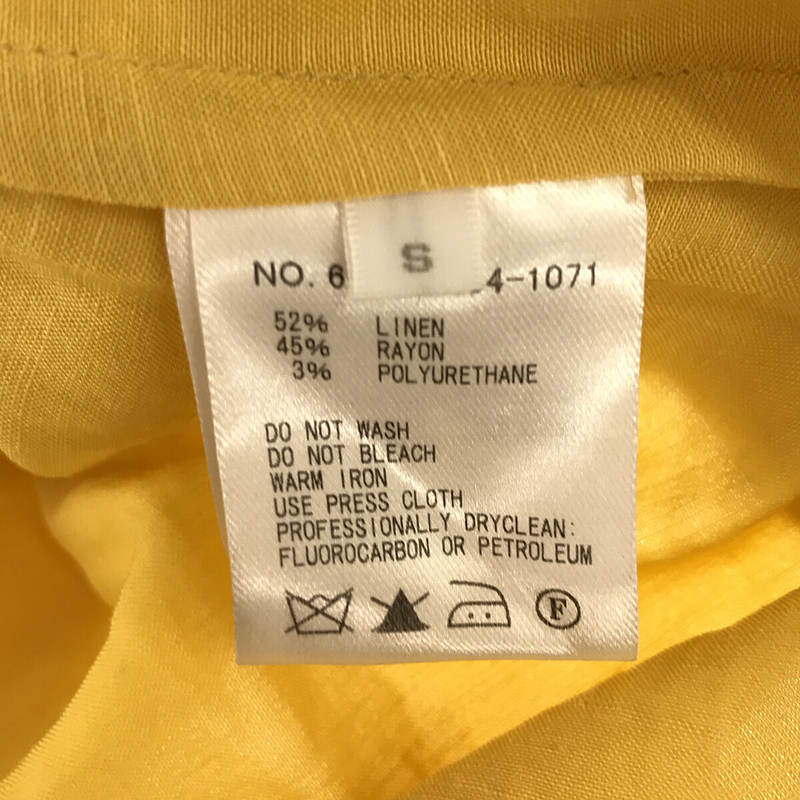 S
NO. 6 4-1071
52% LINEN
45% RAYON
3% POLYURETHANE
DO NOT WASH
DO NOT BLEACH
WARM IRON
USE PRESS CLOTH
PROFESSIONALLY DRYCLEAN:
FLUOROCARBON OR PETROLEUM
F